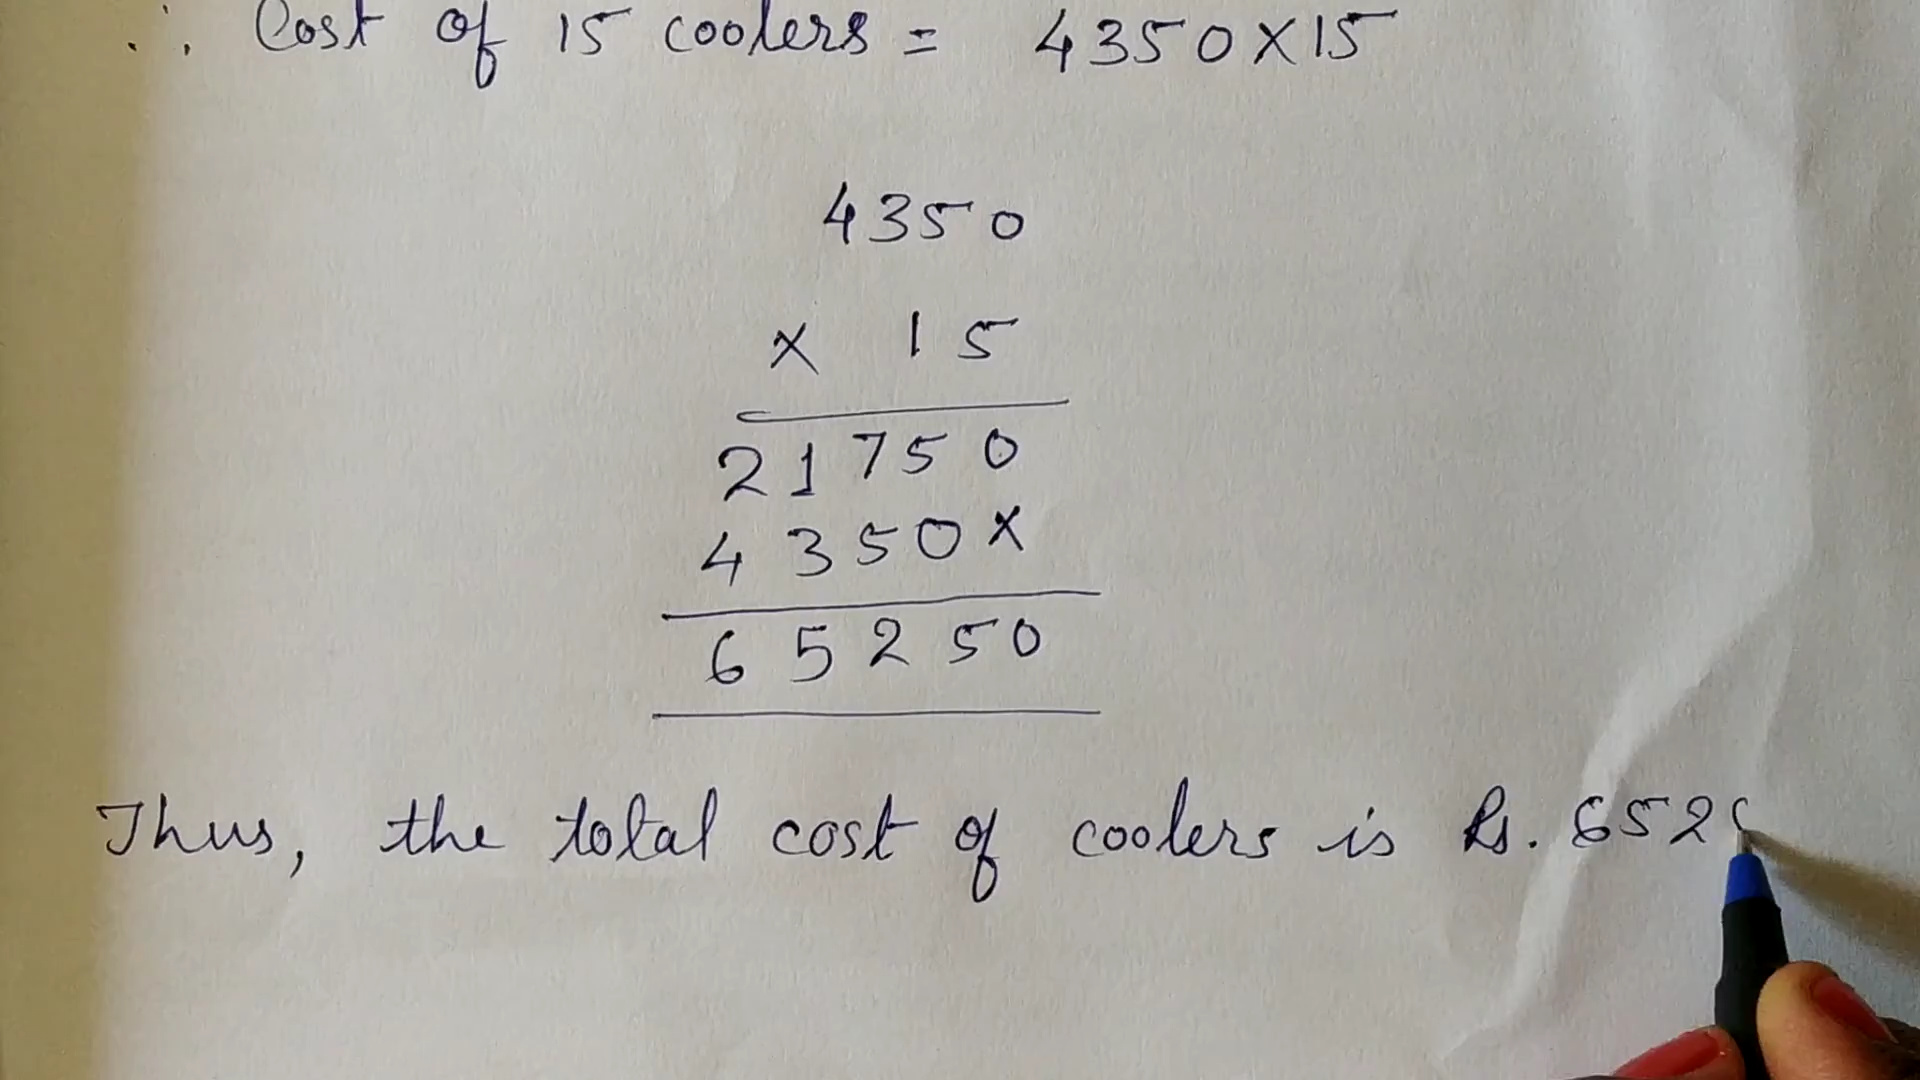 ∴ Cost of 15 coolers = 4350×15
4350
× 15
21750
4350×
65250
Thus, the total cost of coolers is Rs. 652